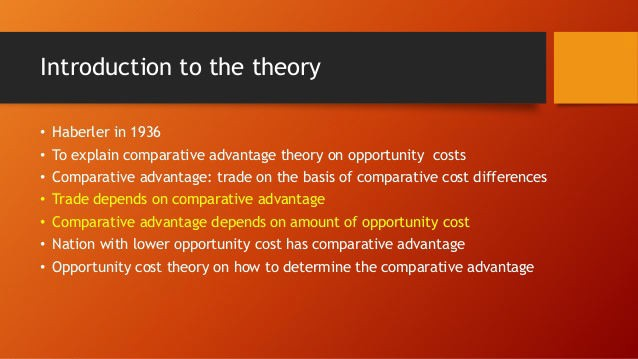 Introduction to the theory
• Haberler in 1936
• To explain comparative advantage theory on opportunity costs
• Comparative advantage: trade on the basis of comparative cost differences
• Trade depends on comparative advantage
• Comparative advantage depends on amount of opportunity cost
• Nation with lower opportunity cost has comparative advantage
• Opportunity cost theory on how to determine the comparative advantage